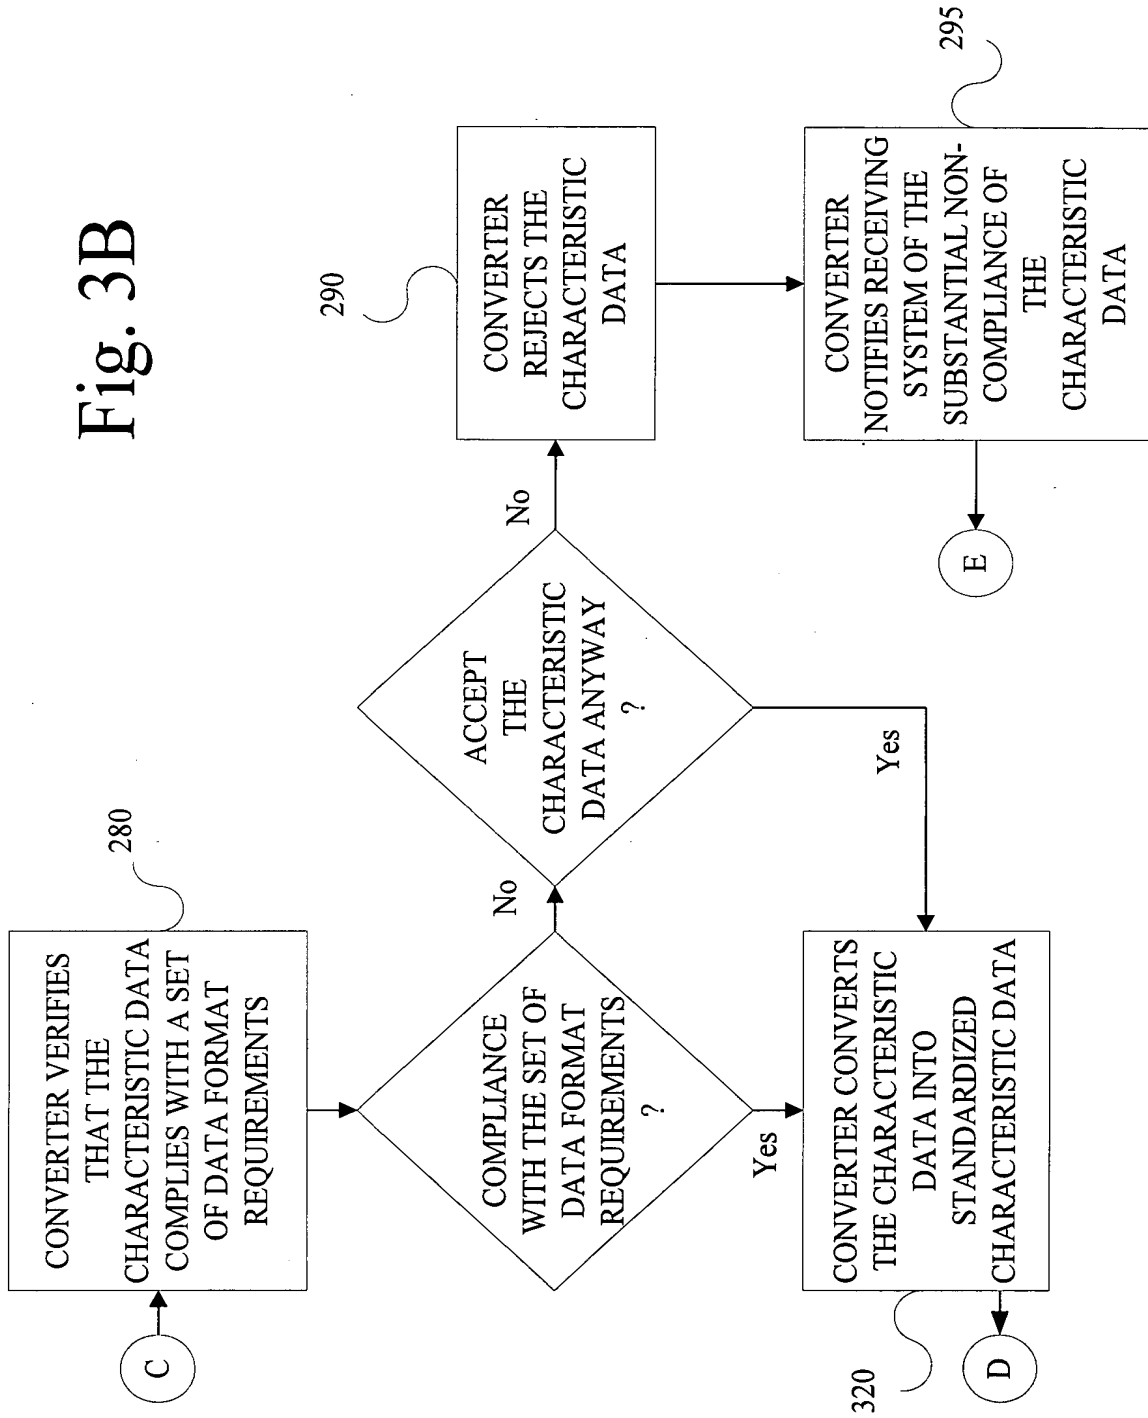 Fig. 3B
C
CONVERTER VERIFIES
THAT THE
CHARACTERISTIC DATA
COMPLIES WITH A SET
OF DATA FORMAT
REQUIREMENTS
280
COMPLIANCE
WITH THE SET OF
DATA FORMAT
REQUIREMENTS
?
No
Yes
ACCEPT
THE
CHARACTERISTIC
DATA ANYWAY
?
No
Yes
CONVERTER
REJECTS THE
CHARACTERISTIC
DATA
290
CONVERTER
NOTIFIES RECEIVING
SYSTEM OF THE
SUBSTANTIAL NON-
COMPLIANCE OF
THE
CHARACTERISTIC
DATA
295
E
CONVERTER CONVERTS
THE CHARACTERISTIC
DATA INTO
STANDARDIZED
CHARACTERISTIC DATA
320
D